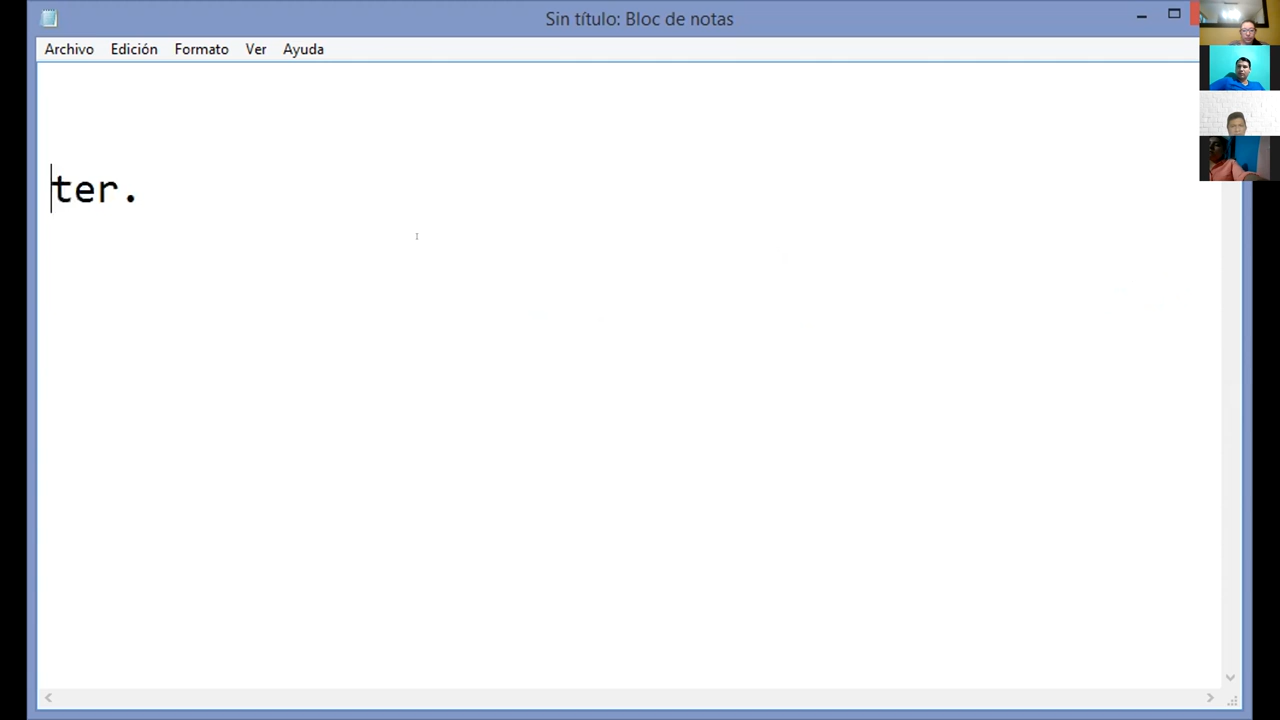 Sin título: Bloc de notas
Archivo Edición Formato Ver Ayuda
ter.